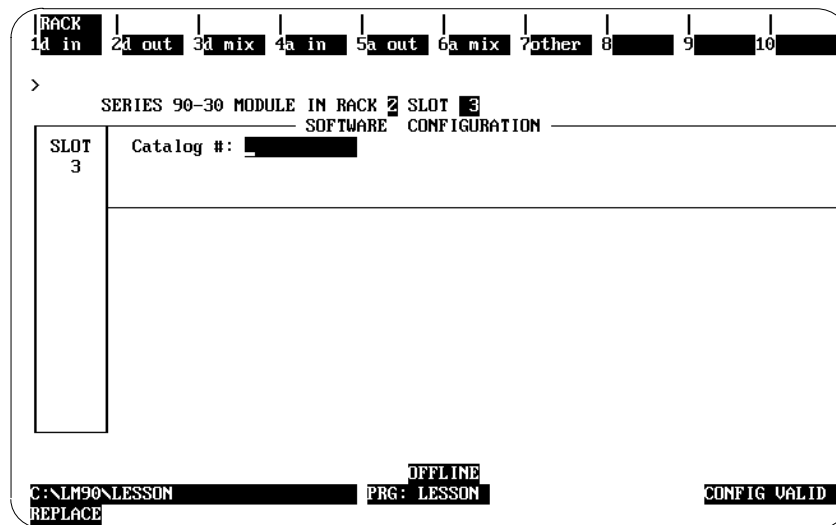 RACK
1d in 2d out 3d mix 4a in 5a out 6a mix 7other 8 9 10
>
SERIES 90-30 MODULE IN RACK 2 SLOT 3
SOFTWARE CONFIGURATION
SLOT Catalog #:
3
OFFLINE
C:\LM90\LESSON PRG: LESSON CONFIG VALID
REPLACE